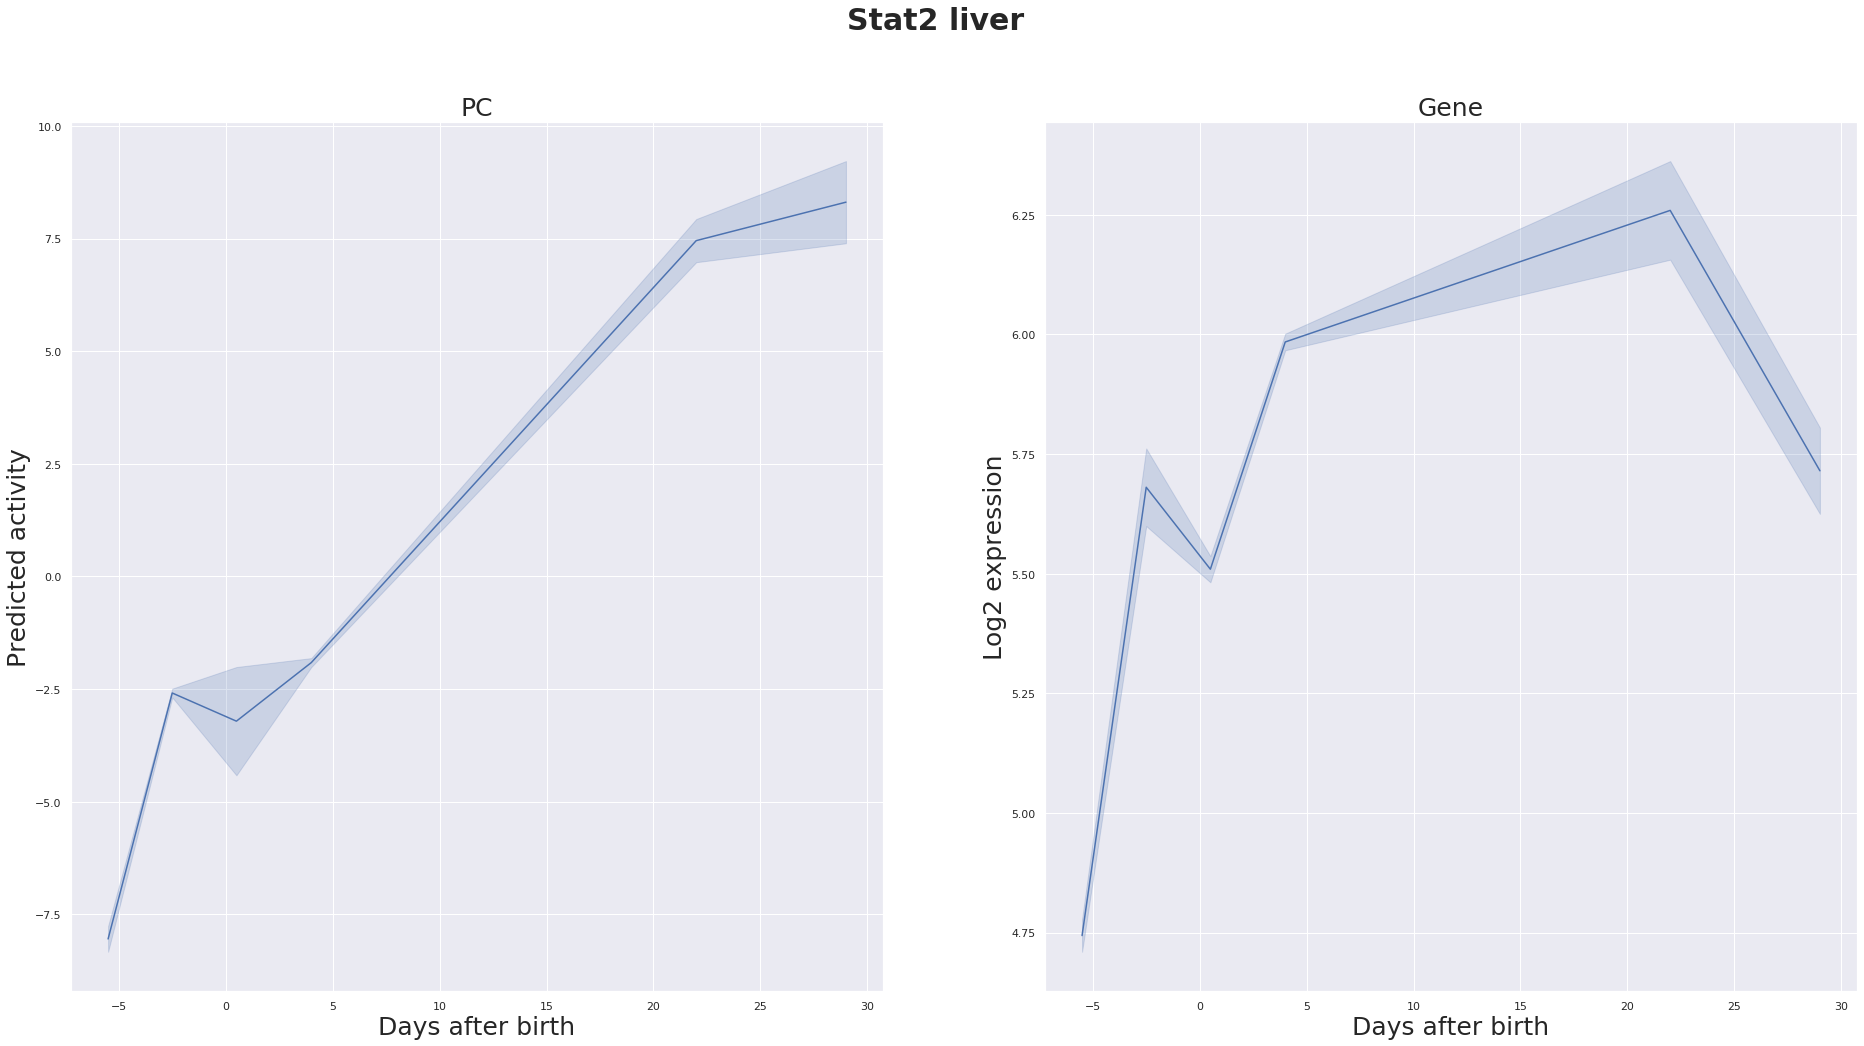 Stat2 liver
PC
Predicted activity
10.0
7.5
5.0
2.5
0.0
−2.5
−5.0
−7.5
−5 0 5 10 15 20 25 30
Days after birth
Gene
Log2 expression
6.25
6.00
5.75
5.50
5.25
5.00
4.75
−5 0 5 10 15 20 25 30
Days after birth